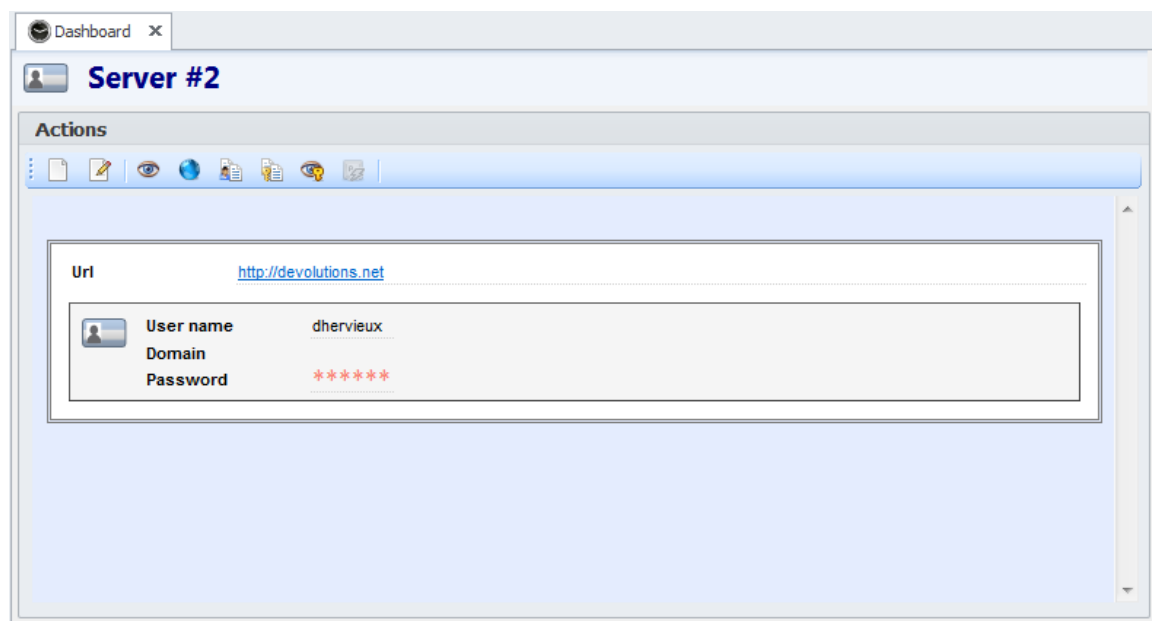 Dashboard
Server #2
Actions
Url http://devolutions.net
User name dhervieux
Domain
Password ******